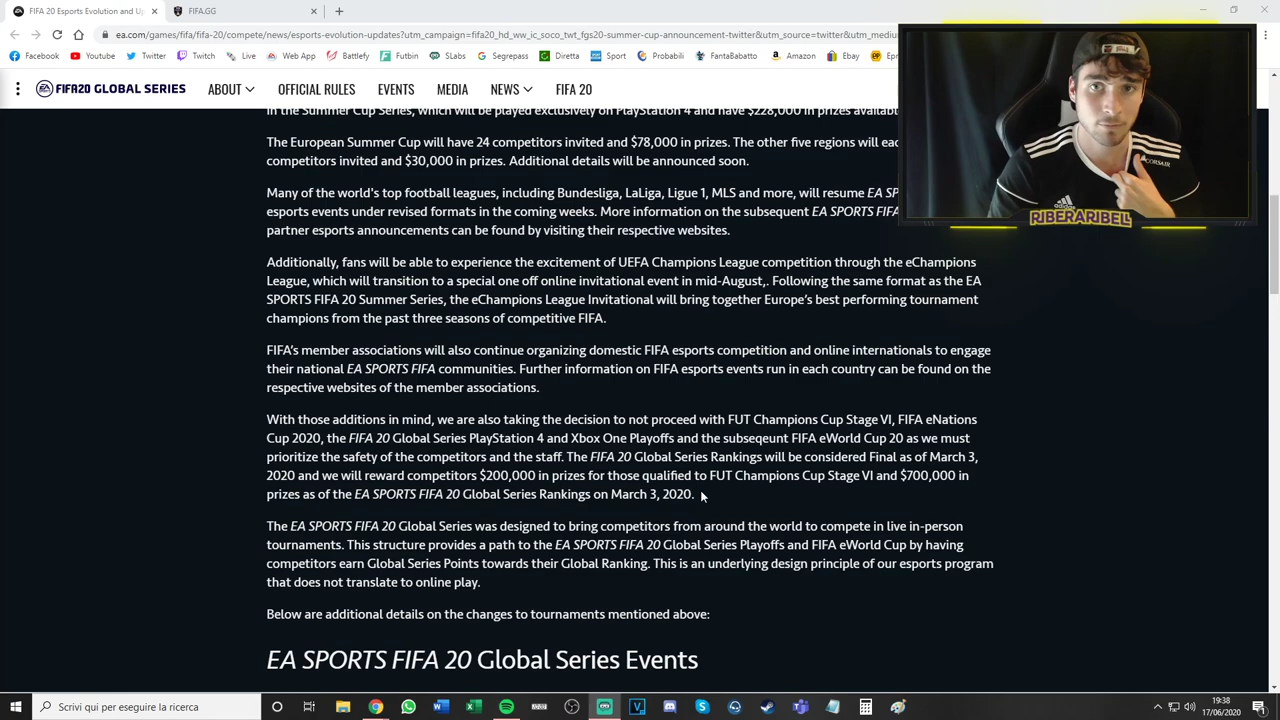 FIFA 20 Esports Evolution and Up
FIFA.GG
ea.com/games/fifa/fifa-20/compete/news/esports-evolution-updates?utm_campaign=fifa20_hd_ww_ic_soco_twt_fgs20-summer-cup-announcement-twitter&utm_source=twitter&utm_medium
Facebook Youtube Twitter Twitch Live Web App Battlefy Futbin SLabs Segrepass Diretta Sport Probabili FantaBabatto Amazon Ebay
FIFA20 GLOBAL SERIES ABOUT OFFICIAL RULES EVENTS MEDIA NEWS FIFA 20
in the Summer Cup Series, which will be played exclusively on PlayStation 4 and have $228,000 in prizes
The European Summer Cup will have 24 competitors invited and $78,000 in prizes. The other five regions will
competitors invited and $30,000 in prizes. Additional details will be announced soon.
Many of the world's top football leagues, including Bundesliga, LaLiga, Ligue 1, MLS and more, will resume EA SP
esports events under revised formats in the coming weeks. More information on the subsequent EA SPORTS FIFA
partner esports announcements can be found by visiting their respective websites.
Additionally, fans will be able to experience the excitement of UEFA Champions League competition through the eChampions
League, which will transition to a special one off online invitational event in mid-August,. Following the same format as the EA
SPORTS FIFA 20 Summer Series, the eChampions League Invitational will bring together Europe's best performing tournament
champions from the past three seasons of competitive FIFA.
FIFA's member associations will also continue organizing domestic FIFA esports competition and online internationals to engage
their national EA SPORTS FIFA communities. Further information on FIFA esports events run in each country can be found on the
respective websites of the member associations.
With those additions in mind, we are also taking the decision to not proceed with FUT Champions Cup Stage VI, FIFA eNations
Cup 2020, the FIFA 20 Global Series PlayStation 4 and Xbox One Playoffs and the subseqeunt FIFA eWorld Cup 20 as we must
prioritize the safety of the competitors and the staff. The FIFA 20 Global Series Rankings will be considered Final as of March 3,
2020 and we will reward competitors $200,000 in prizes for those qualified to FUT Champions Cup Stage VI and $700,000 in
prizes as of the EA SPORTS FIFA 20 Global Series Rankings on March 3, 2020.
The EA SPORTS FIFA 20 Global Series was designed to bring competitors from around the world to compete in live in-person
tournaments. This structure provides a path to the EA SPORTS FIFA 20 Global Series Playoffs and FIFA eWorld Cup by having
competitors earn Global Series Points towards their Global Ranking. This is an underlying design principle of our esports program
that does not translate to online play.
Below are additional details on the changes to tournaments mentioned above:
EA SPORTS FIFA 20 Global Series Events
CORSAIR
adidas
RIBERARIBELL
Scrivi qui per eseguire la ricerca
19:38
17/06/2020